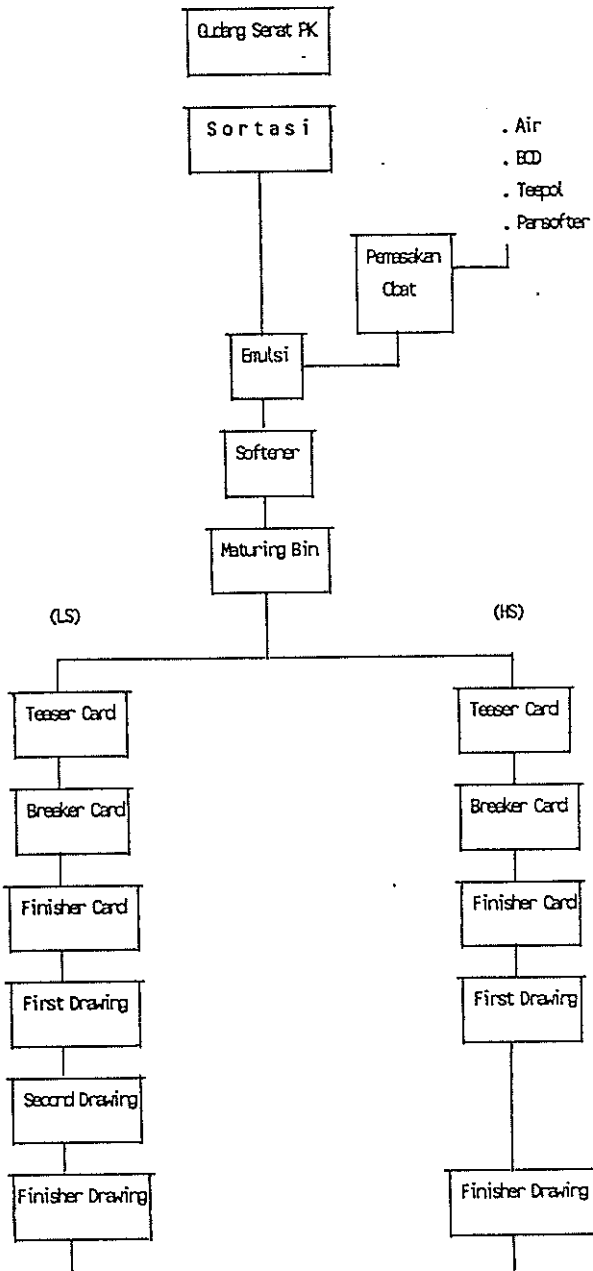 Gudang Serat PK
Sortasi
. Air
. BCD
. Teepol
. Pansofter
Pemasakan
Obat
Emulsi
Softener
Maturing Bin
(LS)
(HS)
Teaser Card
Teaser Card
Breaker Card
Breaker Card
Finisher Card
Finisher Card
First Drawing
First Drawing
Second Drawing
Finisher Drawing
Finisher Drawing